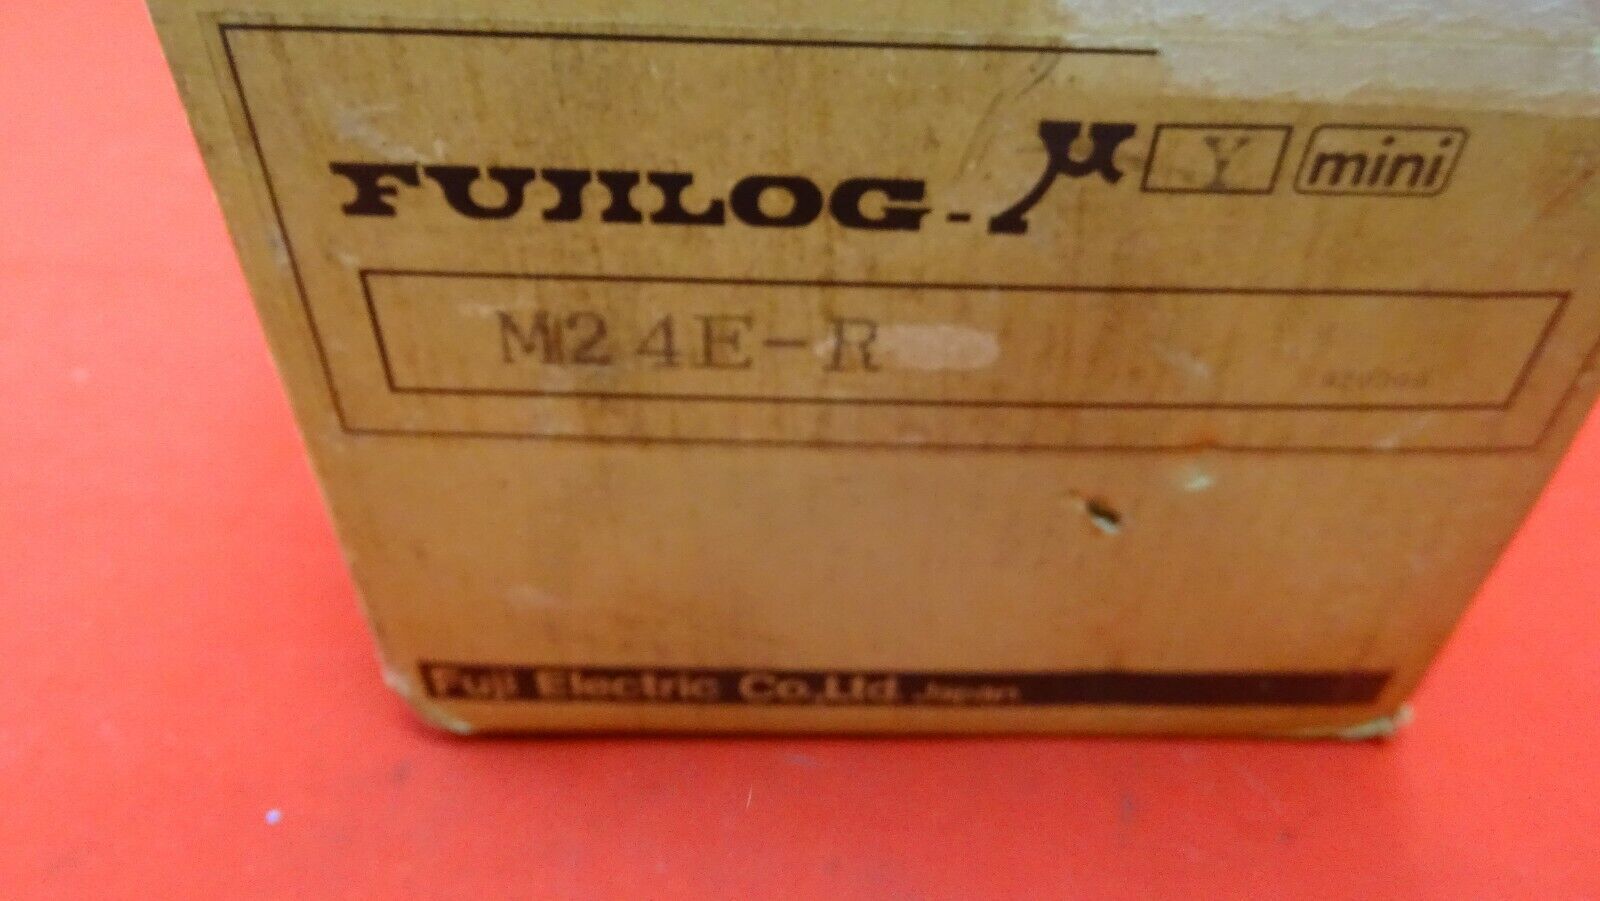 FUJILOG-μ Y mini
M24E-R
Fuji Electric Co.,Ltd. Japan